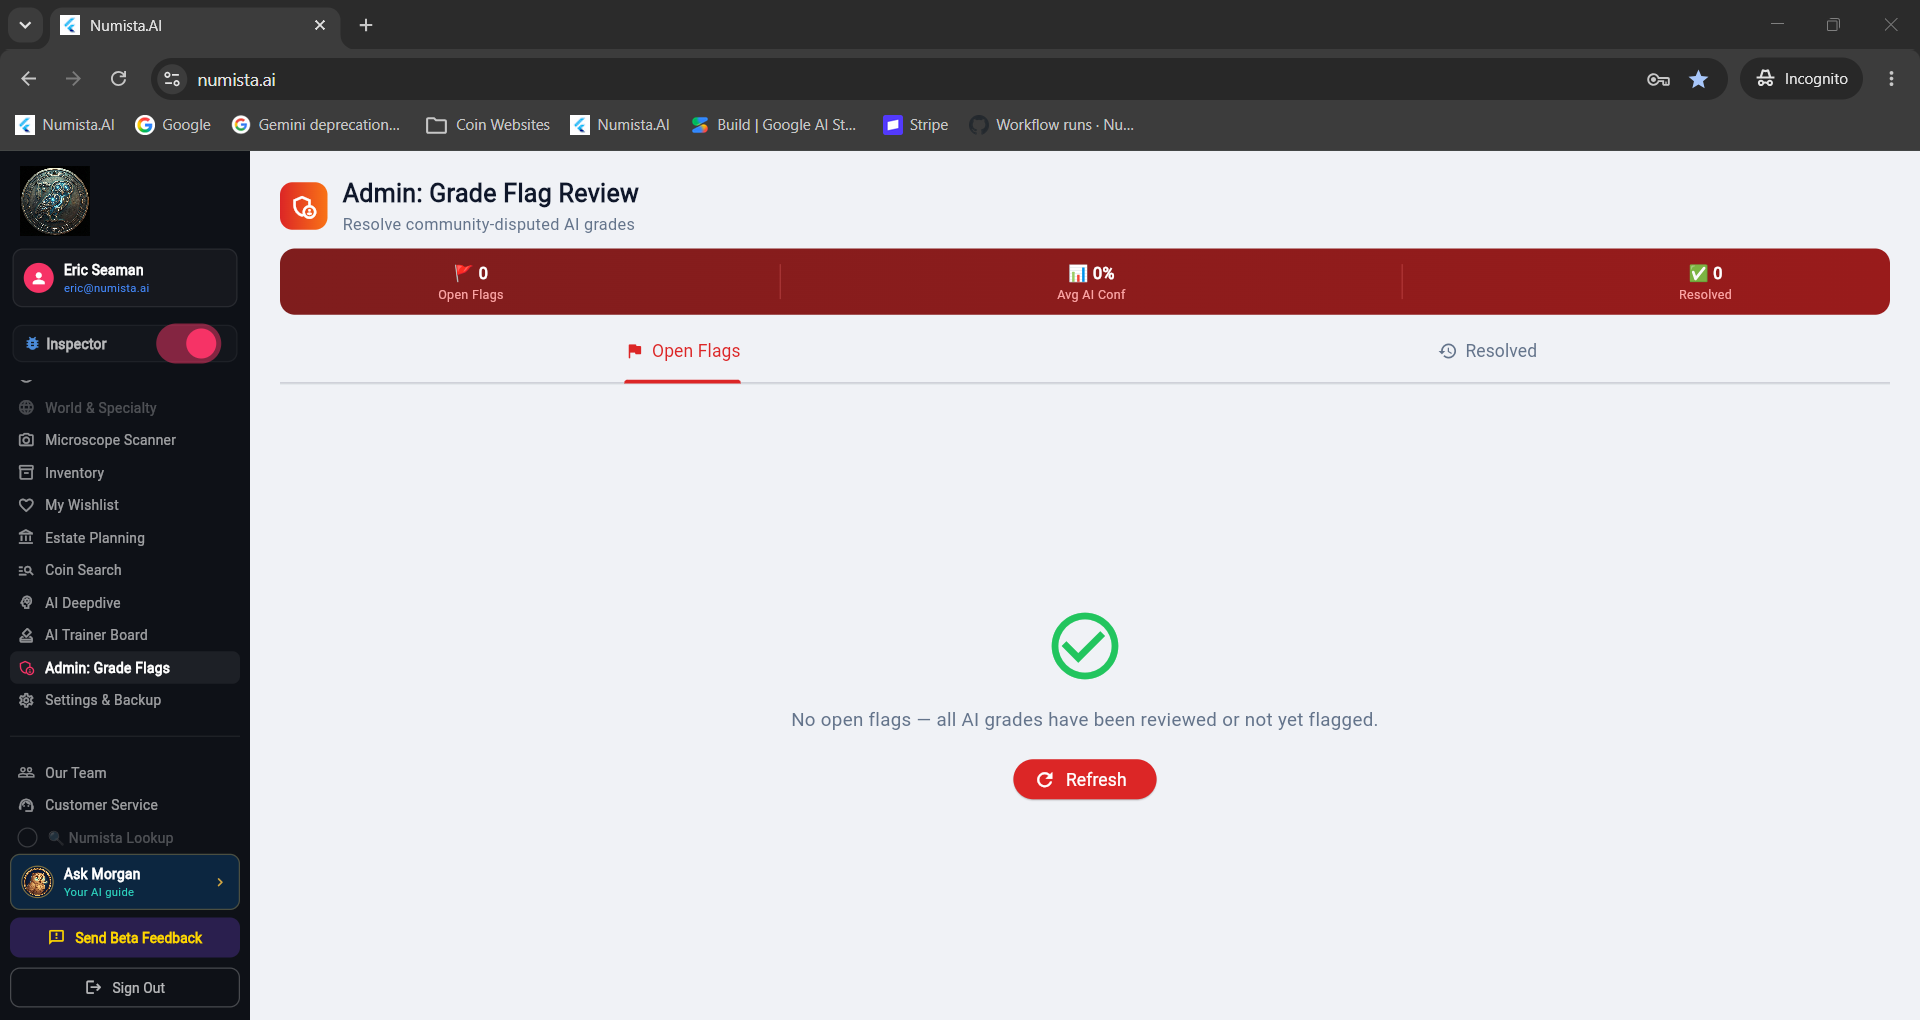 Numista.AI
numista.ai
Incognito
Numista.AI
Google
Gemini deprecation...
Coin Websites
Numista.AI
Build | Google AI St...
Stripe
Workflow runs · Nu...
Eric Seaman
eric@numista.ai
Inspector
World & Specialty
Microscope Scanner
Inventory
My Wishlist
Estate Planning
Coin Search
AI Deepdive
AI Trainer Board
Admin: Grade Flags
Settings & Backup
Our Team
Customer Service
Numista Lookup
Ask Morgan
Your AI guide
Send Beta Feedback
Sign Out
Admin: Grade Flag Review
Resolve community-disputed AI grades
0
Open Flags
0%
Avg AI Conf
0
Resolved
Open Flags
Resolved
No open flags — all AI grades have been reviewed or not yet flagged.
Refresh